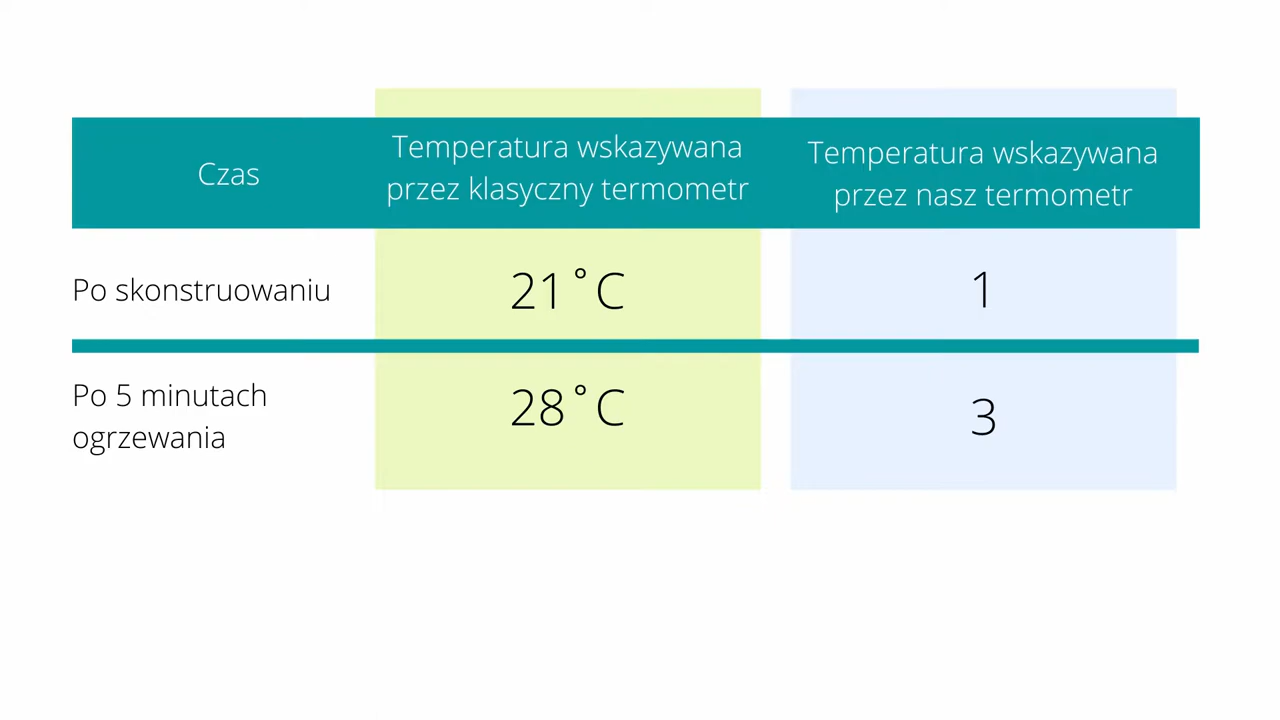 Czas
Temperatura wskazywana
przez klasyczny termometr
Temperatura wskazywana
przez nasz termometr
Po skonstruowaniu
21˚C
1
Po 5 minutach
ogrzewania
28˚C
3